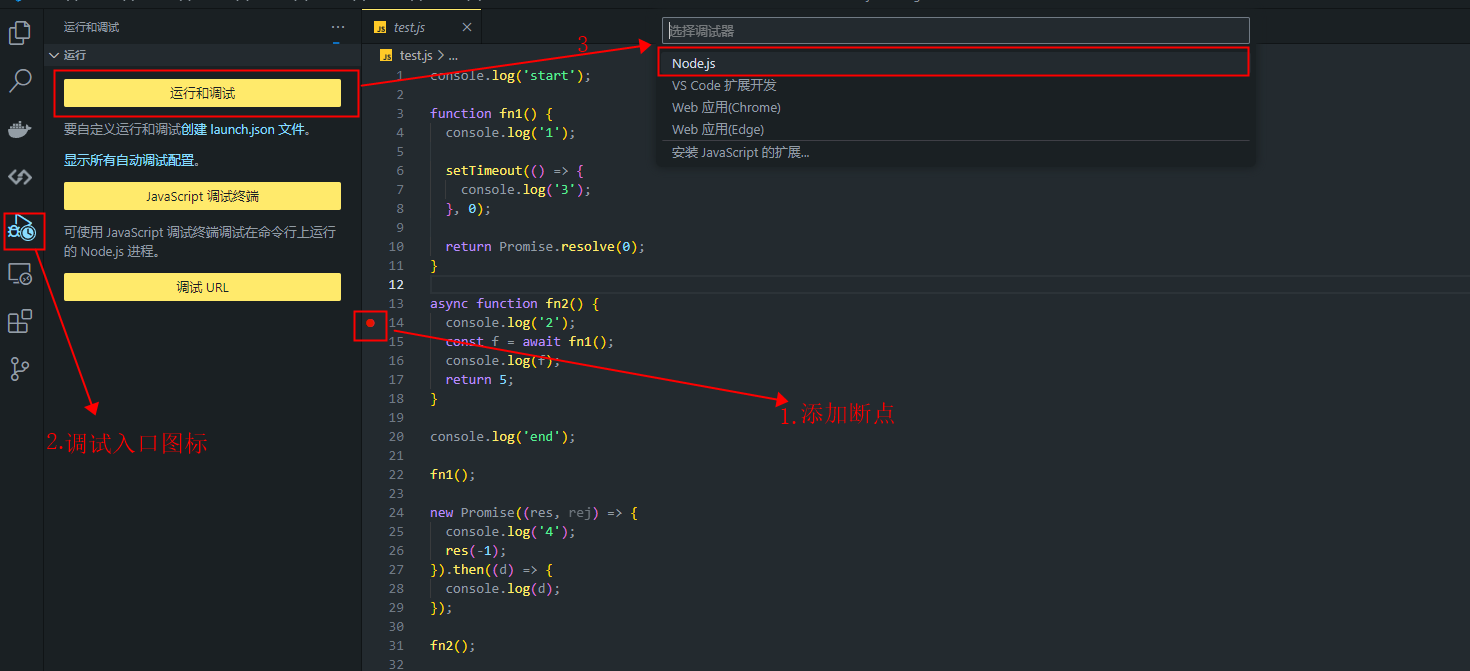 运行和调试
···
运行
运行和调试
要自定义运行和调试创建 launch.json 文件。
显示所有自动调试配置。
JavaScript 调试终端
可使用 JavaScript 调试终端调试在命令行上运行
的 Node.js 进程。
调试 URL
2.调试入口图标
JS test.js ×
JS test.js > ...
1 console.log('start');
2
3 function fn1() {
4 console.log('1');
5
6 setTimeout(() => {
7 console.log('3');
8 }, 0);
9
10 return Promise.resolve(0);
11 }
12
13 async function fn2() {
14 console.log('2');
15 const f = await fn1();
16 console.log(f);
17 return 5;
18 }
19
20 console.log('end');
21
22 fn1();
23
24 new Promise((res, rej) => {
25 console.log('4');
26 res(-1);
27 }).then((d) => {
28 console.log(d);
29 });
30
31 fn2();
32
3
选择调试器
Node.js
VS Code 扩展开发
Web 应用(Chrome)
Web 应用(Edge)
安装 JavaScript 的扩展...
1.添加断点